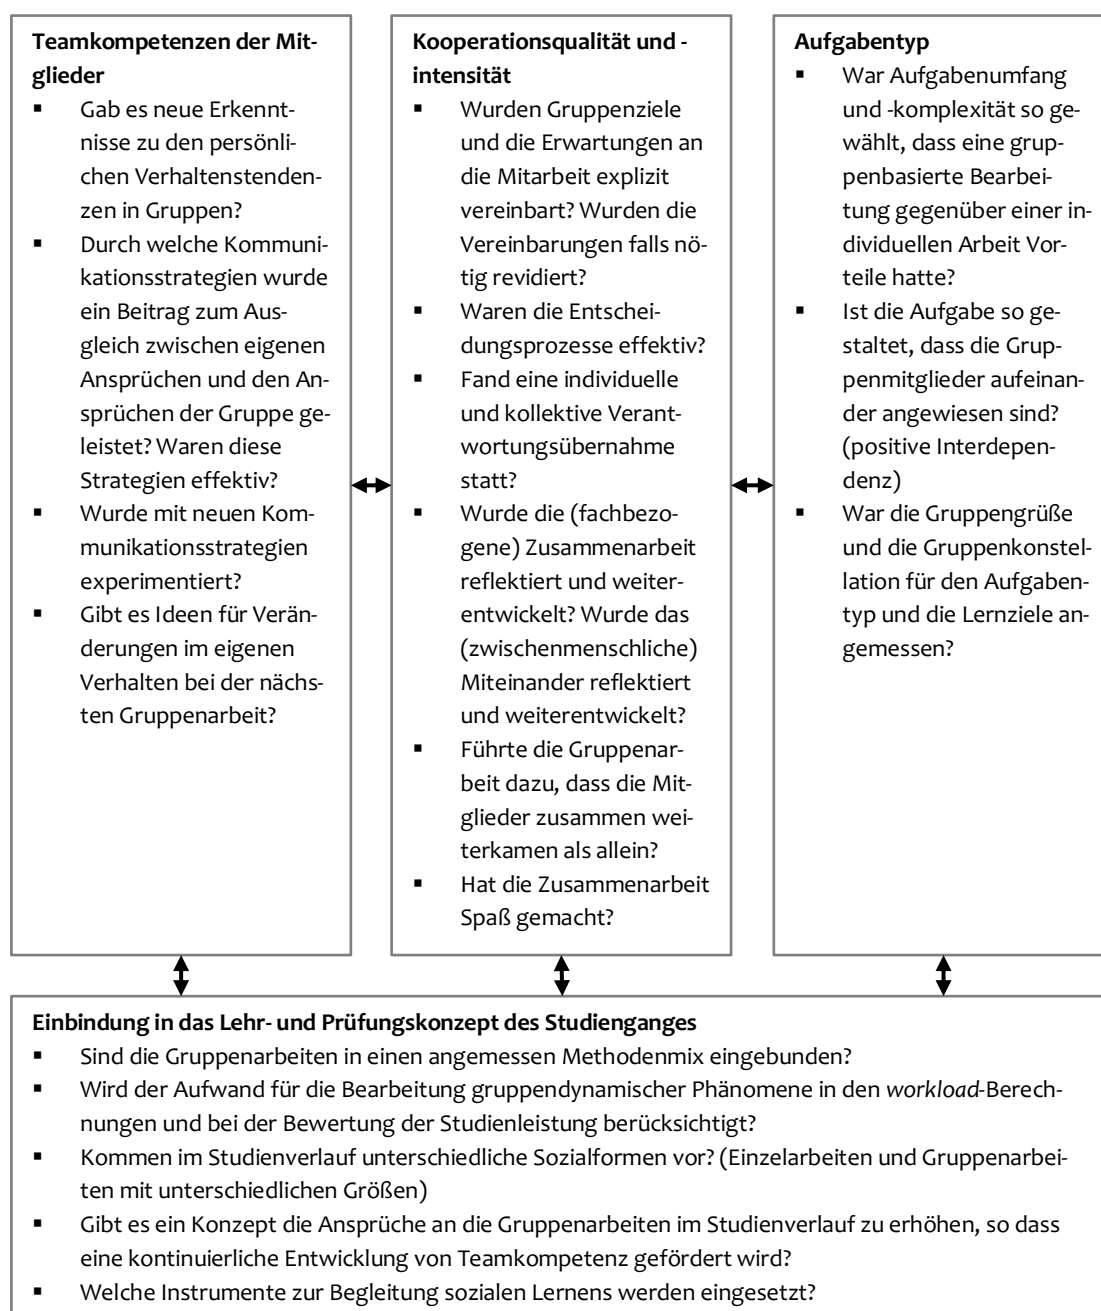 Teamkompetenzen der Mit-
glieder
▪ Gab es neue Erkennt-
nisse zu den persönli-
chen Verhaltenstenden-
zen in Gruppen?
▪ Durch welche Kommuni-
kationsstrategien wurde
ein Beitrag zum Aus-
gleich zwischen eigenen
Ansprüchen und den An-
sprüchen der Gruppe ge-
leistet? Waren diese
Strategien effektiv?
▪ Wurde mit neuen Kom-
munikationsstrategien
experimentiert?
▪ Gibt es Ideen für Verän-
derungen im eigenen
Verhalten bei der nächs-
ten Gruppenarbeit?
Kooperationsqualität und -
intensität
▪ Wurden Gruppenziele
und die Erwartungen an
die Mitarbeit explizit
vereinbart? Wurden die
Vereinbarungen falls nö-
tig revidiert?
▪ Waren die Entschei-
dungsprozesse effektiv?
▪ Fand eine individuelle
und kollektive Verant-
wortungsübernahme
statt?
▪ Wurde die (fachbezo-
gene) Zusammenarbeit
reflektiert und weiter-
entwickelt? Wurde das
(zwischenmenschliche)
Miteinander reflektiert
und weiterentwickelt?
▪ Führte die Gruppenar-
beit dazu, dass die Mit-
glieder zusammen wei-
terkamen als allein?
▪ Hat die Zusammenarbeit
Spaß gemacht?
Aufgabentyp
▪ War Aufgabenumfang
und -komplexität so ge-
wählt, dass eine grup-
penbasierte Bearbei-
tung gegenüber einer in-
dividuellen Arbeit Vor-
teile hatte?
▪ Ist die Aufgabe so ge-
staltet, dass die Grup-
penmitglieder aufeinan-
der angewiesen sind?
(positive Interdepen-
denz)
▪ War die Gruppengrüße
und die Gruppenkonstel-
lation für den Aufgaben-
typ und die Lernziele an-
gemessen?
Einbindung in das Lehr- und Prüfungskonzept des Studienganges
▪ Sind die Gruppenarbeiten in einen angemessen Methodenmix eingebunden?
▪ Wird der Aufwand für die Bearbeitung gruppendynamischer Phänomene in den workload-Berech-
nungen und bei der Bewertung der Studienleistung berücksichtigt?
▪ Kommen im Studienverlauf unterschiedliche Sozialformen vor? (Einzelarbeiten und Gruppenarbei-
ten mit unterschiedlichen Größen)
▪ Gibt es ein Konzept die Ansprüche an die Gruppenarbeiten im Studienverlauf zu erhöhen, so dass
eine kontinuierliche Entwicklung von Teamkompetenz gefördert wird?
▪ Welche Instrumente zur Begleitung sozialen Lernens werden eingesetzt?